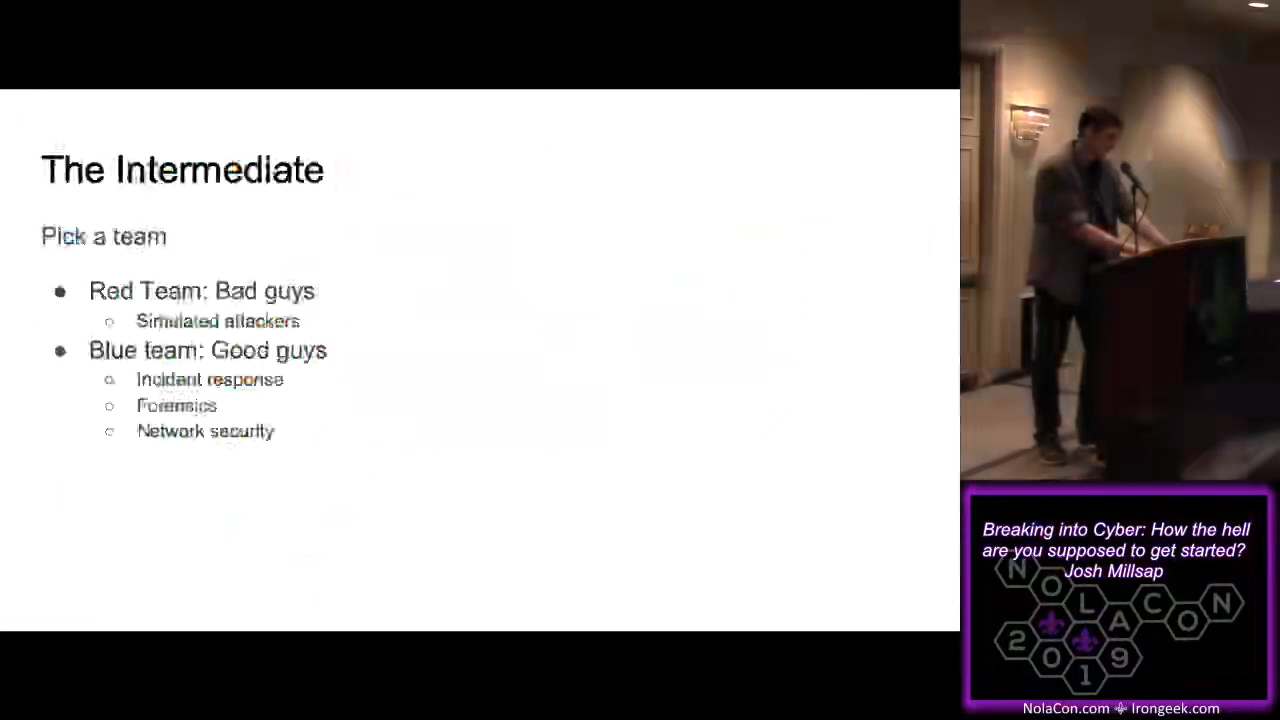 The Intermediate
Pick a team
Red Team: Bad guys
Simulated attackers
Blue team: Good guys
Incident response
Forensics
Network security
Breaking into Cyber: How the hell
are you supposed to get started?
Josh Millsap
NOLACON
2019
NolaCon.com ⚜ Irongeek.com